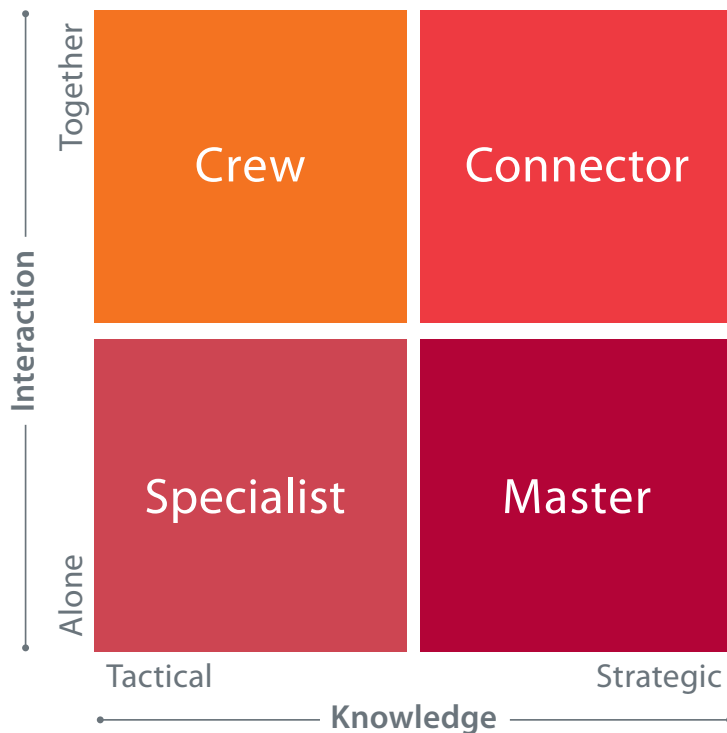 Together
Crew
Connector
Interaction
Specialist
Master
Alone
Tactical
Strategic
Knowledge